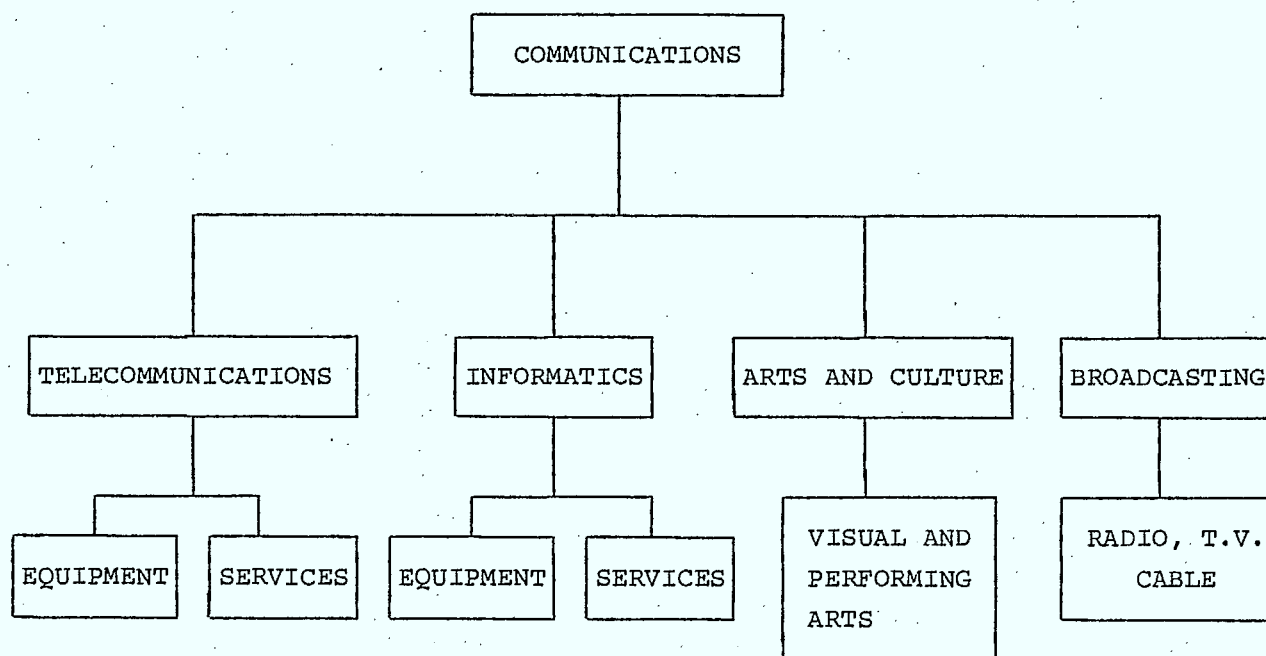 COMMUNICATIONS
TELECOMMUNICATIONS
INFORMATICS
ARTS AND CULTURE
BROADCASTING
EQUIPMENT
SERVICES
EQUIPMENT
SERVICES
VISUAL AND
PERFORMING
ARTS
RADIO, T.V.
CABLE